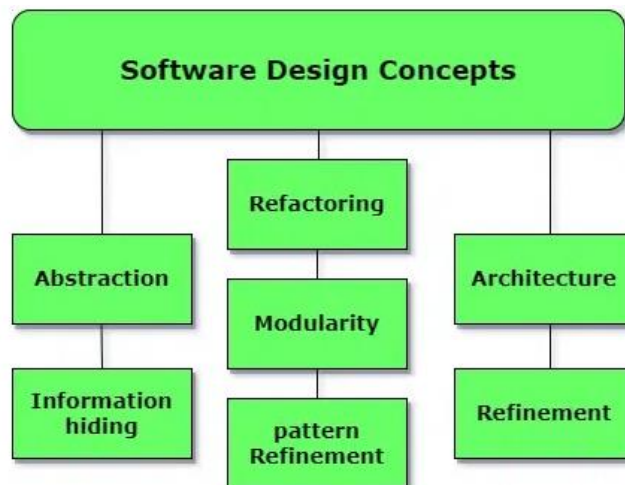 Software Design Concepts
Refactoring
Abstraction
Architecture
Modularity
Information
hiding
pattern
Refinement
Refinement